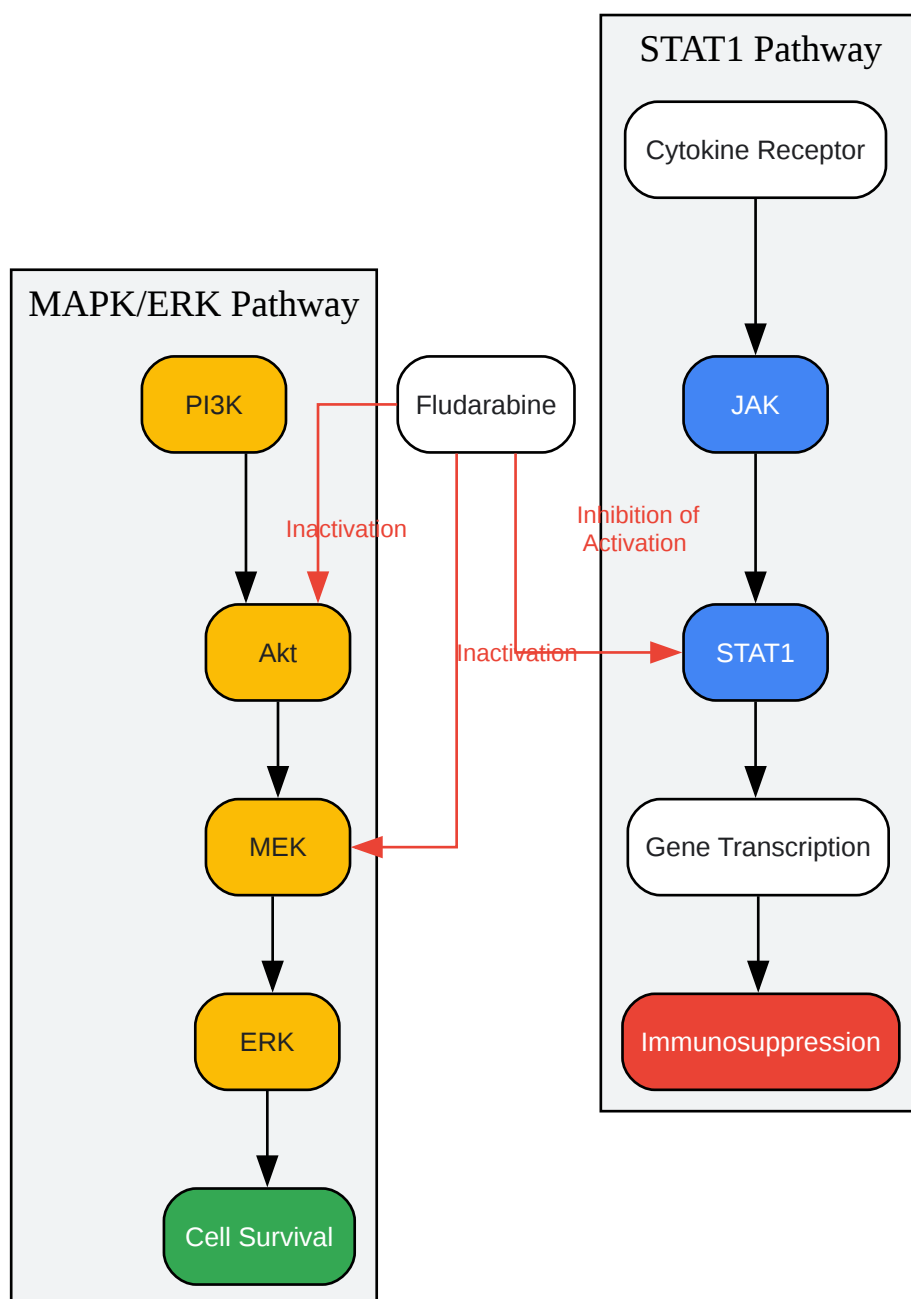 STAT1 Pathway
Cytokine Receptor
MAPK/ERK Pathway
PI3K
Fludarabine
JAK
Inactivation
Inhibition of
Activation
Akt
Inactivation
STAT1
MEK
Gene Transcription
ERK
Immunosuppression
Cell Survival